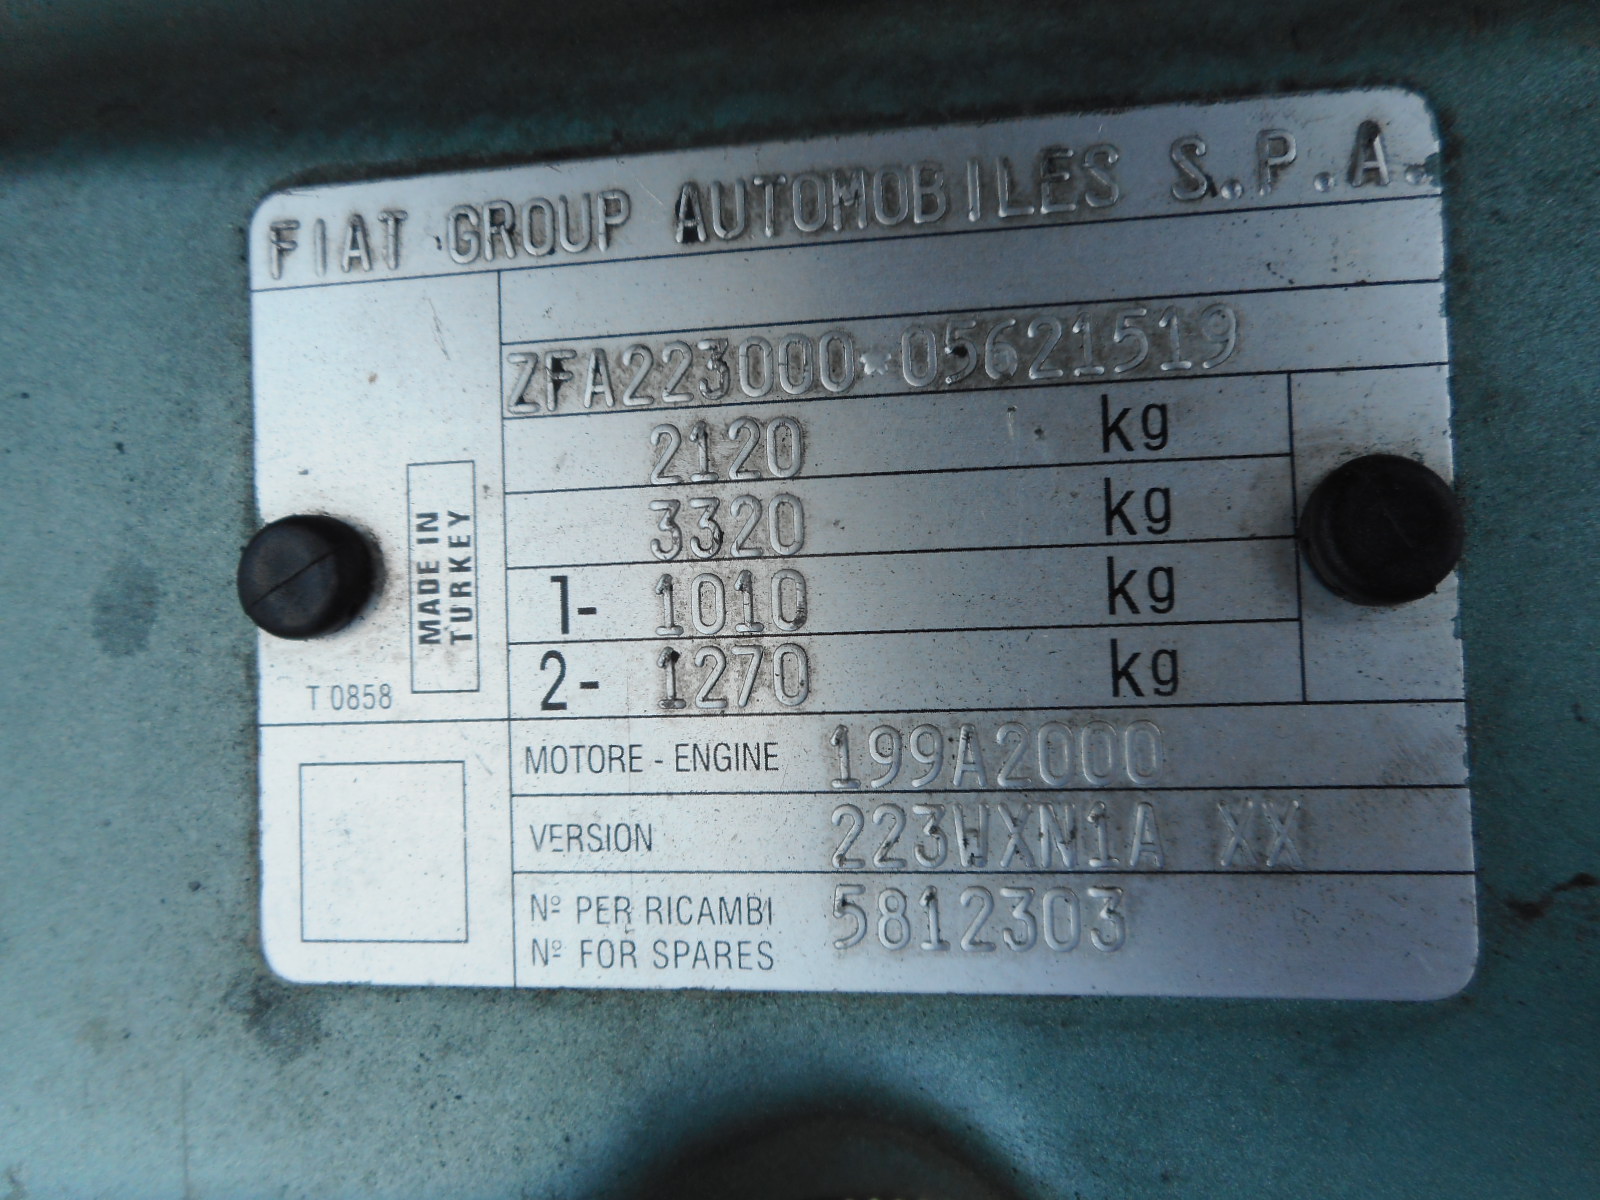 FIAT GROUP AUTOMOBILES S.P.A.
ZFA223000*05621519
2120 kg
3320 kg
1- 1010 kg
2- 1270 kg
MADE IN
TURKEY
T 0858
MOTORE - ENGINE 199A2000
VERSION 223WXN1A XX
Nº PER RICAMBI
Nº FOR SPARES
5812303